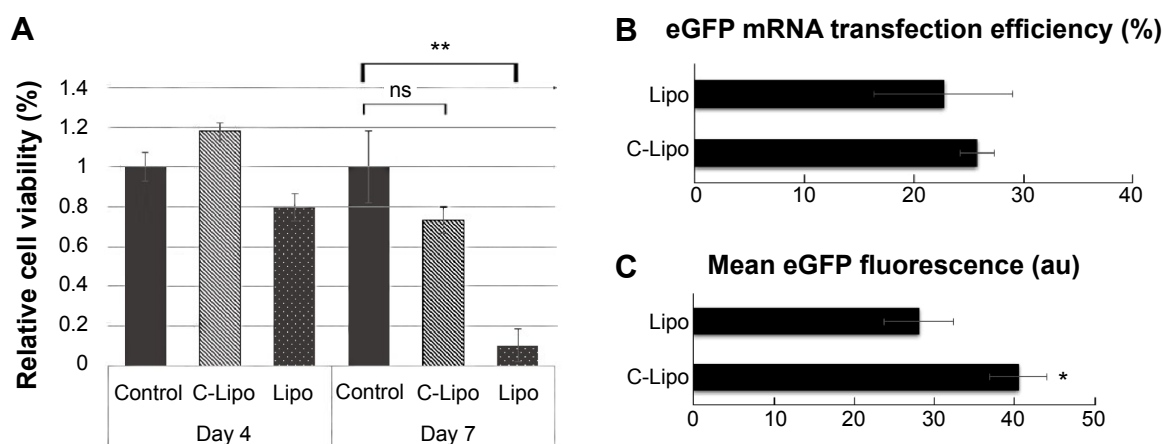 A
Relative cell viability (%)
**
ns
1.4
1.2
1
0.8
0.6
0.4
0.2
0
Control C-Lipo Lipo Control C-Lipo Lipo
Day 4 Day 7
B eGFP mRNA transfection efficiency (%)
Lipo
C-Lipo
0 10 20 30 40
C Mean eGFP fluorescence (au)
Lipo
C-Lipo *
0 10 20 30 40 50